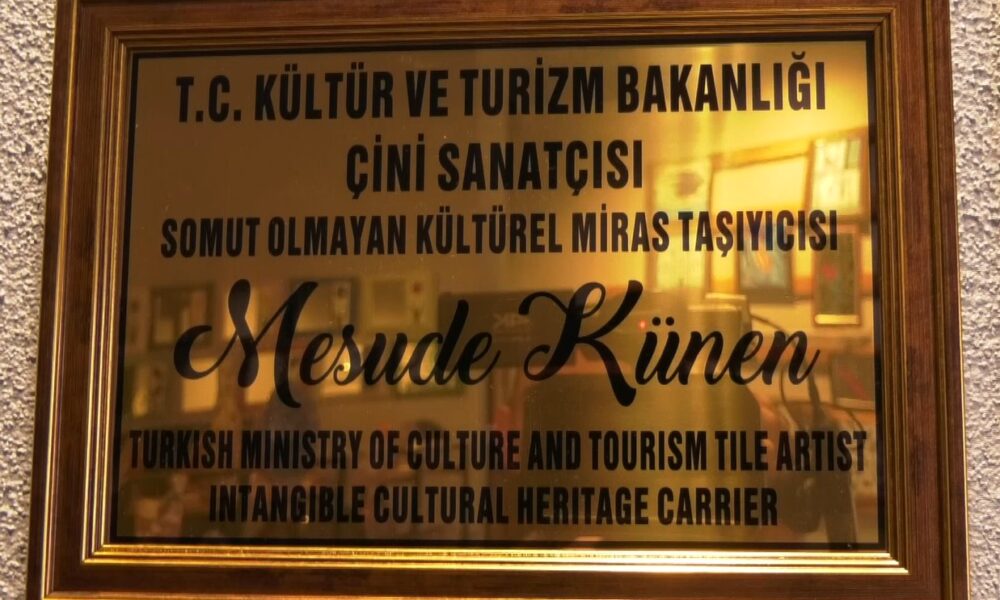 T.C. KÜLTÜR VE TURİZM BAKANLIĞI
ÇİNİ SANATÇISI
SOMUT OLMAYAN KÜLTÜREL MİRAS TAŞIYICISI
Mesude Künen
TURKISH MINISTRY OF CULTURE AND TOURISM TILE ARTIST
INTANGIBLE CULTURAL HERITAGE CARRIER